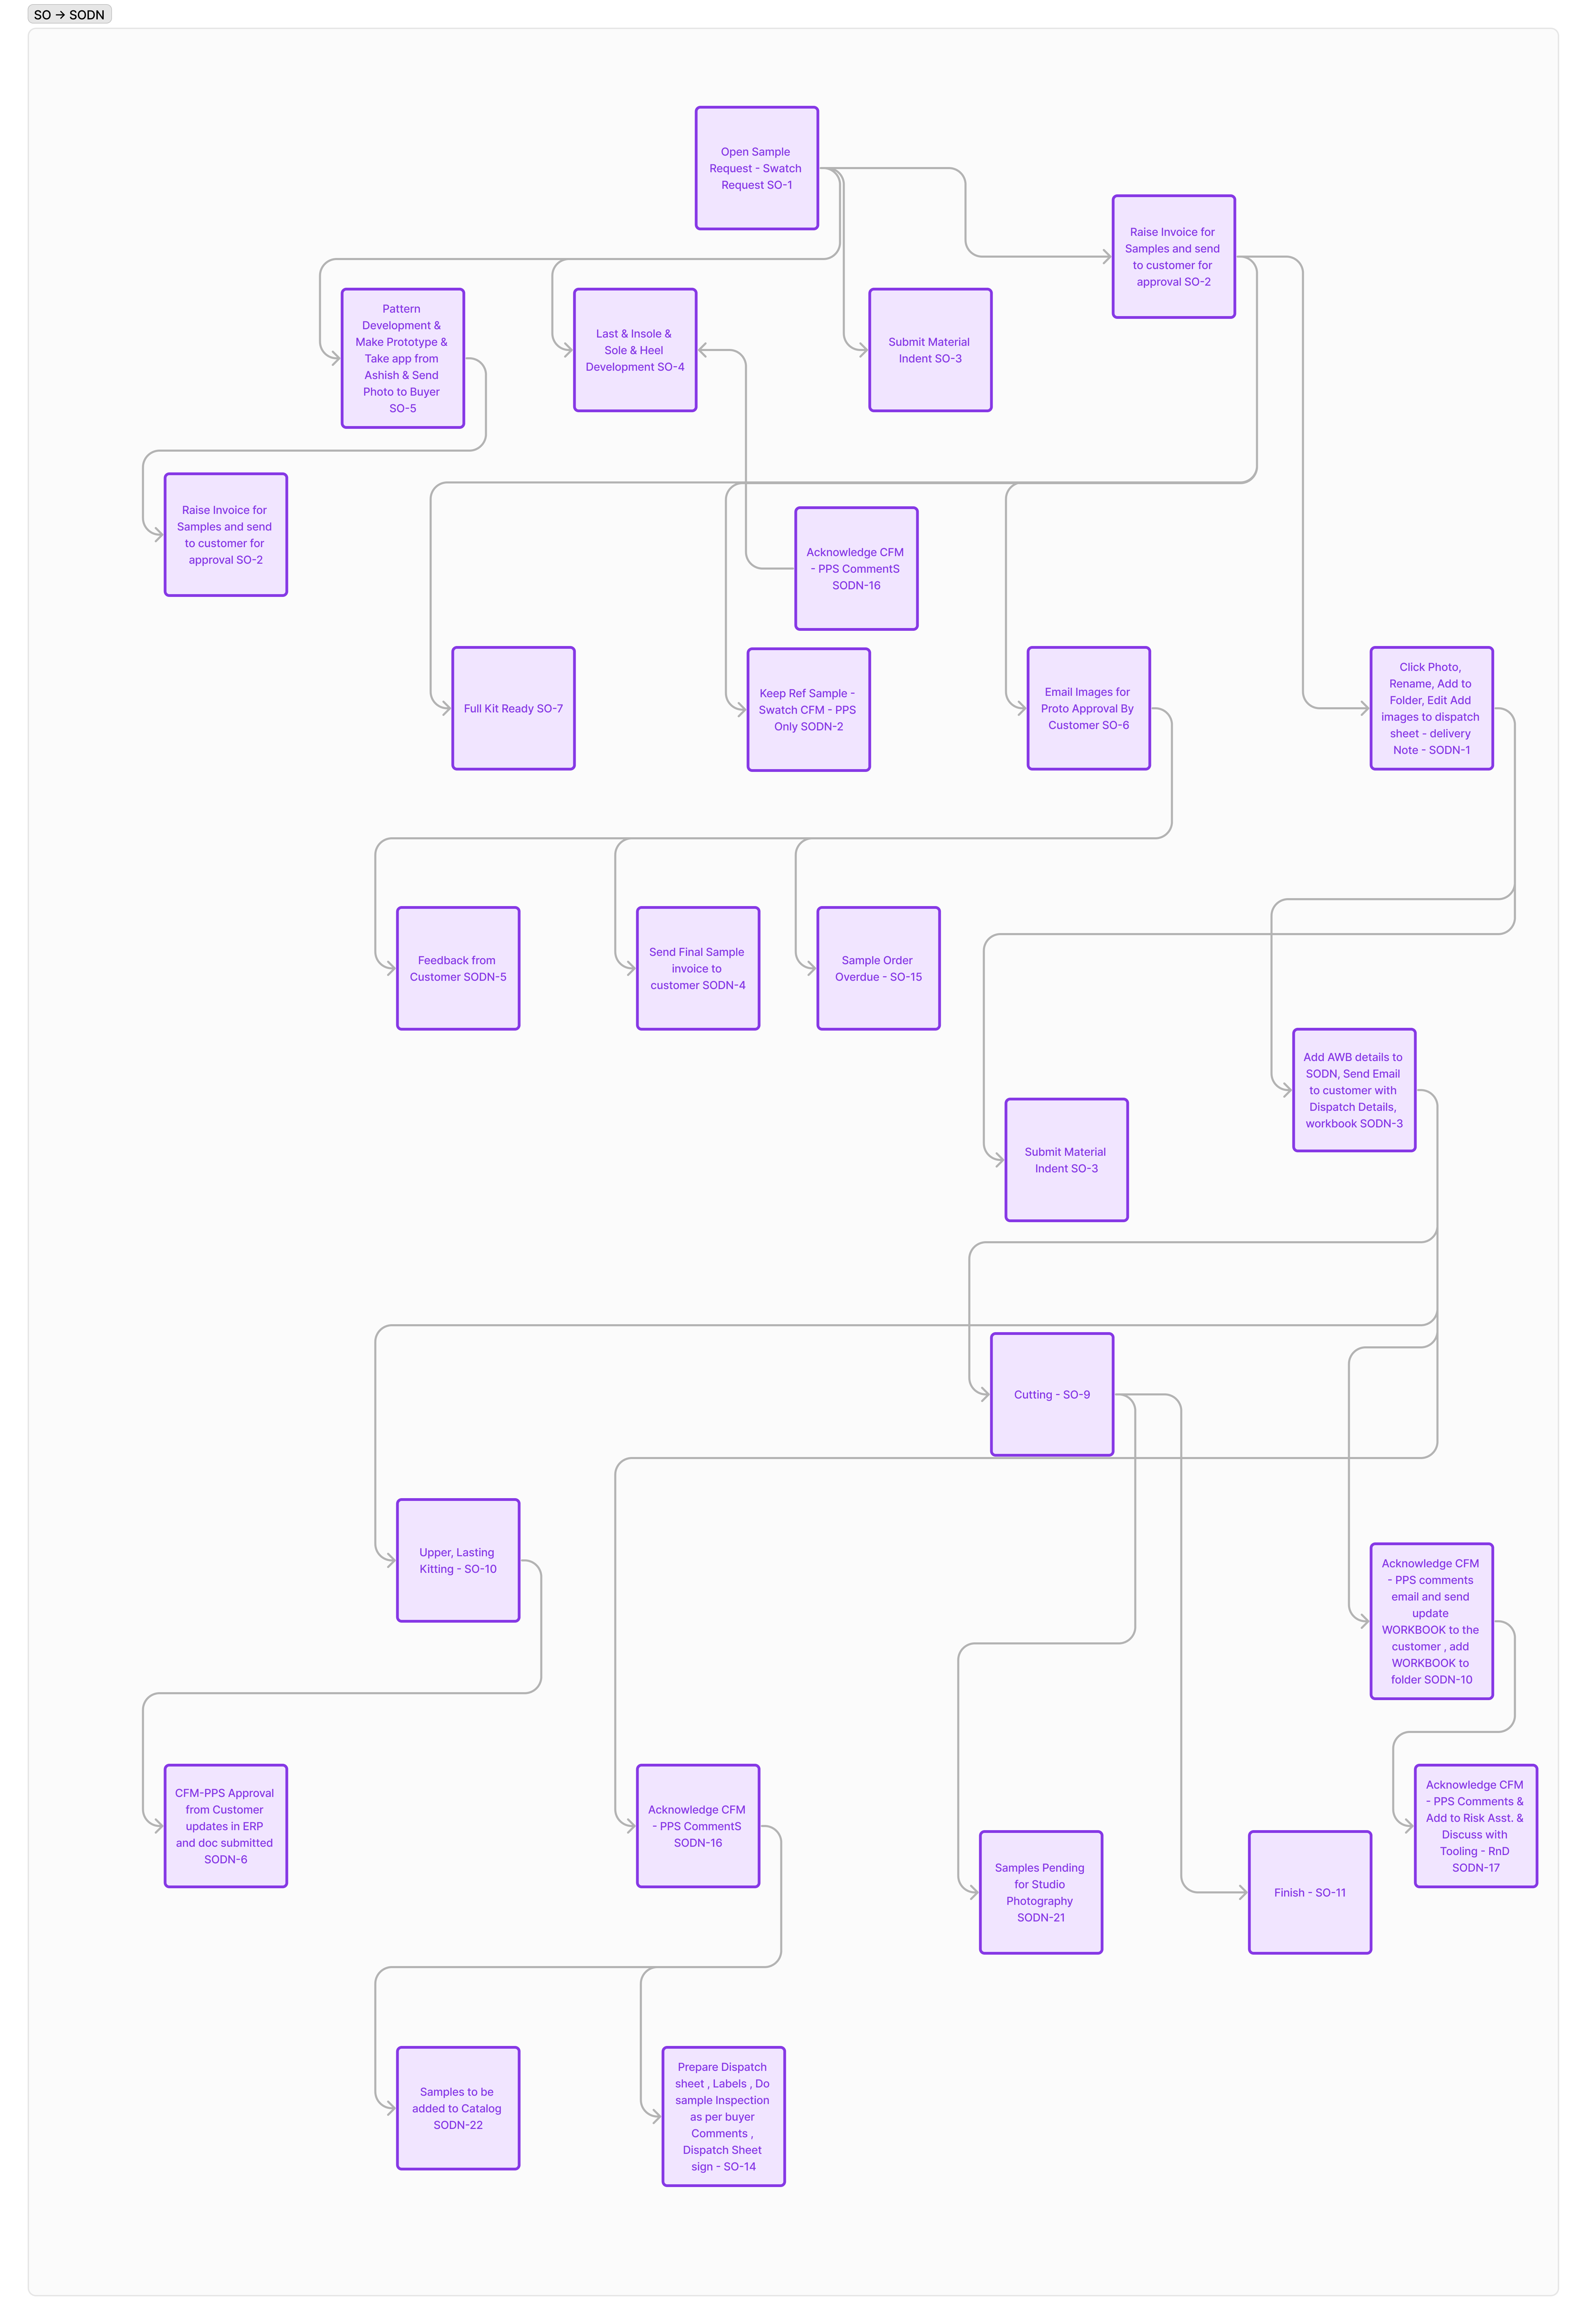 SO → SODN
Open Sample
Request - Swatch
Request SO-1
Raise Invoice for
Samples and send
to customer for
approval SO-2
Pattern
Development &
Make Prototype &
Take app from
Ashish & Send
Photo to Buyer
SO-5
Last & Insole &
Sole & Heel
Development SO-4
Submit Material
Indent SO-3
Raise Invoice for
Samples and send
to customer for
approval SO-2
Acknowledge CFM
- PPS CommentS
SODN-16
Full Kit Ready SO-7
Keep Ref Sample -
Swatch CFM - PPS
Only SODN-2
Email Images for
Proto Approval By
Customer SO-6
Click Photo,
Rename, Add to
Folder, Edit Add
images to dispatch
sheet - delivery
Note - SODN-1
Feedback from
Customer SODN-5
Send Final Sample
invoice to
customer SODN-4
Sample Order
Overdue - SO-15
Add AWB details to
SODN, Send Email
to customer with
Dispatch Details,
workbook SODN-3
Submit Material
Indent SO-3
Cutting - SO-9
Upper, Lasting
Kitting - SO-10
Acknowledge CFM
- PPS comments
email and send
update
WORKBOOK to the
customer , add
WORKBOOK to
folder SODN-10
CFM-PPS Approval
from Customer
updates in ERP
and doc submitted
SODN-6
Acknowledge CFM
- PPS CommentS
SODN-16
Samples Pending
for Studio
Photography
SODN-21
Finish - SO-11
Acknowledge CFM
- PPS Comments &
Add to Risk Asst. &
Discuss with
Tooling - RnD
SODN-17
Samples to be
added to Catalog
SODN-22
Prepare Dispatch
sheet , Labels , Do
sample Inspection
as per buyer
Comments ,
Dispatch Sheet
sign - SO-14